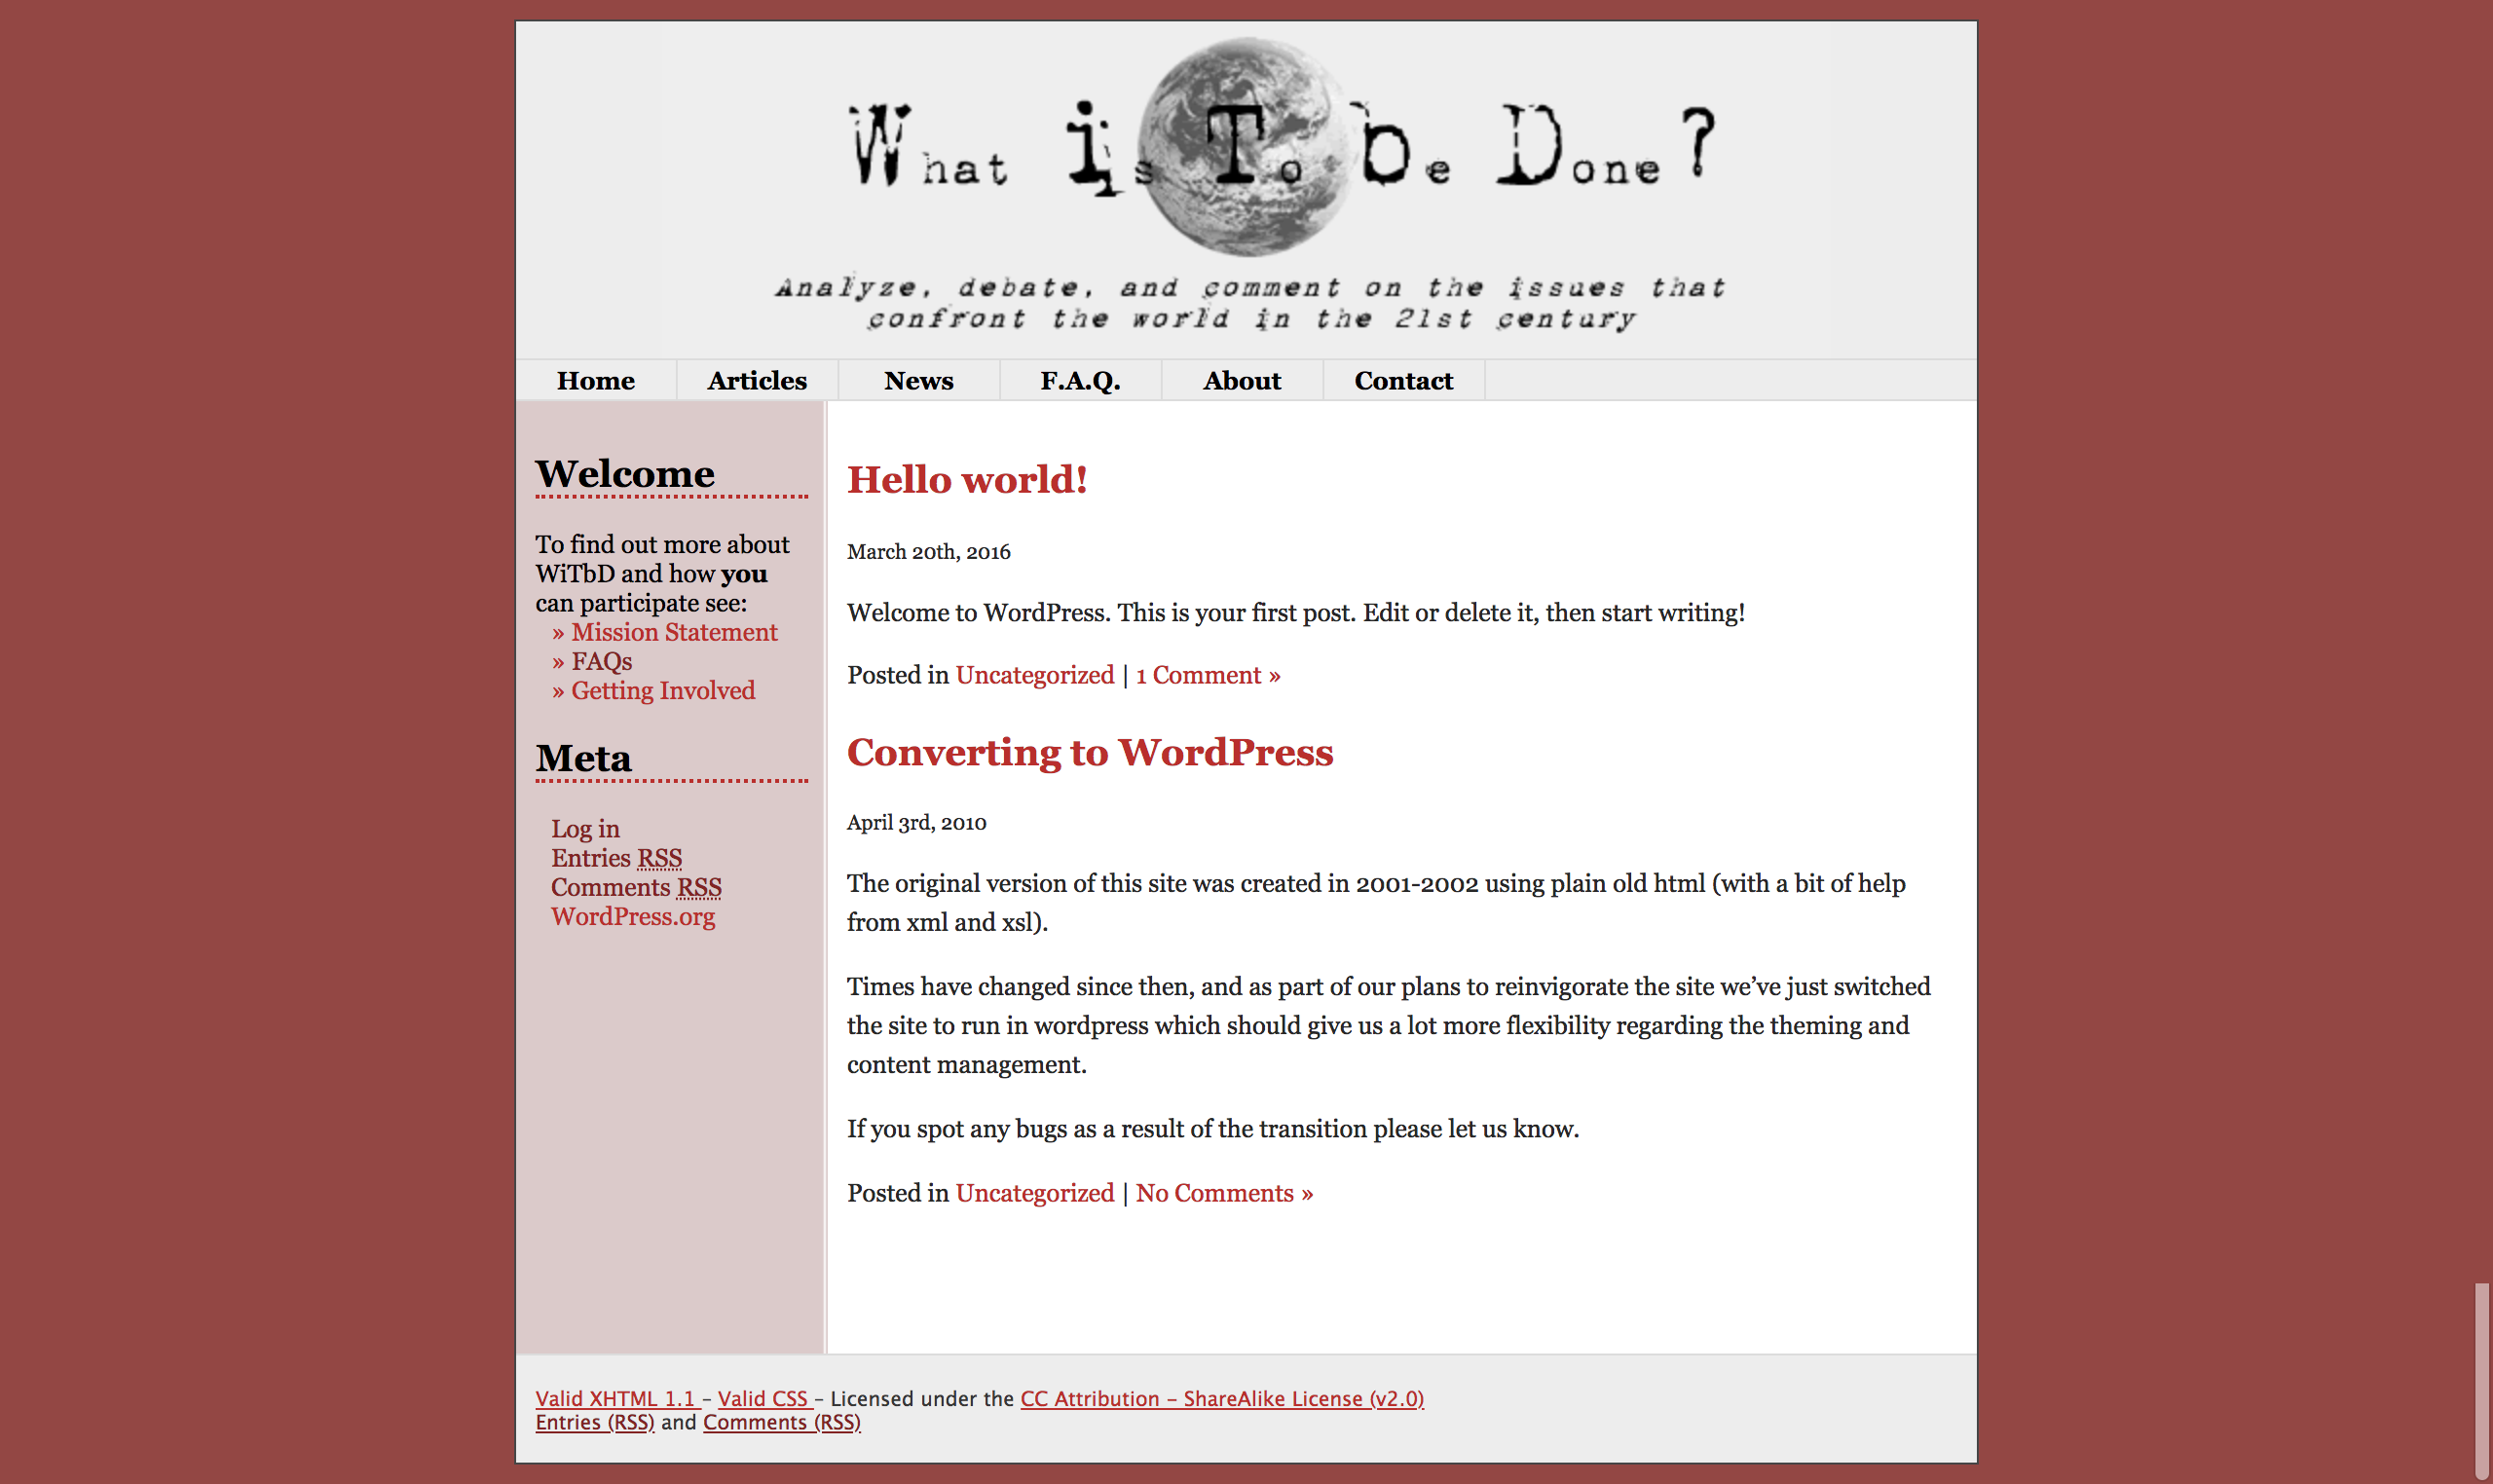 What is To be Done?
Analyze, debate, and comment on the issues that
confront the world in the 21st century
Home Articles News F.A.Q. About Contact
Welcome
To find out more about
WiTbD and how you
can participate see:
» Mission Statement
» FAQs
» Getting Involved
Meta
Log in
Entries RSS
Comments RSS
WordPress.org
Hello world!
March 20th, 2016
Welcome to WordPress. This is your first post. Edit or delete it, then start writing!
Posted in Uncategorized | 1 Comment »
Converting to WordPress
April 3rd, 2010
The original version of this site was created in 2001-2002 using plain old html (with a bit of help
from xml and xsl).
Times have changed since then, and as part of our plans to reinvigorate the site we’ve just switched
the site to run in wordpress which should give us a lot more flexibility regarding the theming and
content management.
If you spot any bugs as a result of the transition please let us know.
Posted in Uncategorized | No Comments »
Valid XHTML 1.1 – Valid CSS – Licensed under the CC Attribution – ShareAlike License (v2.0)
Entries (RSS) and Comments (RSS)